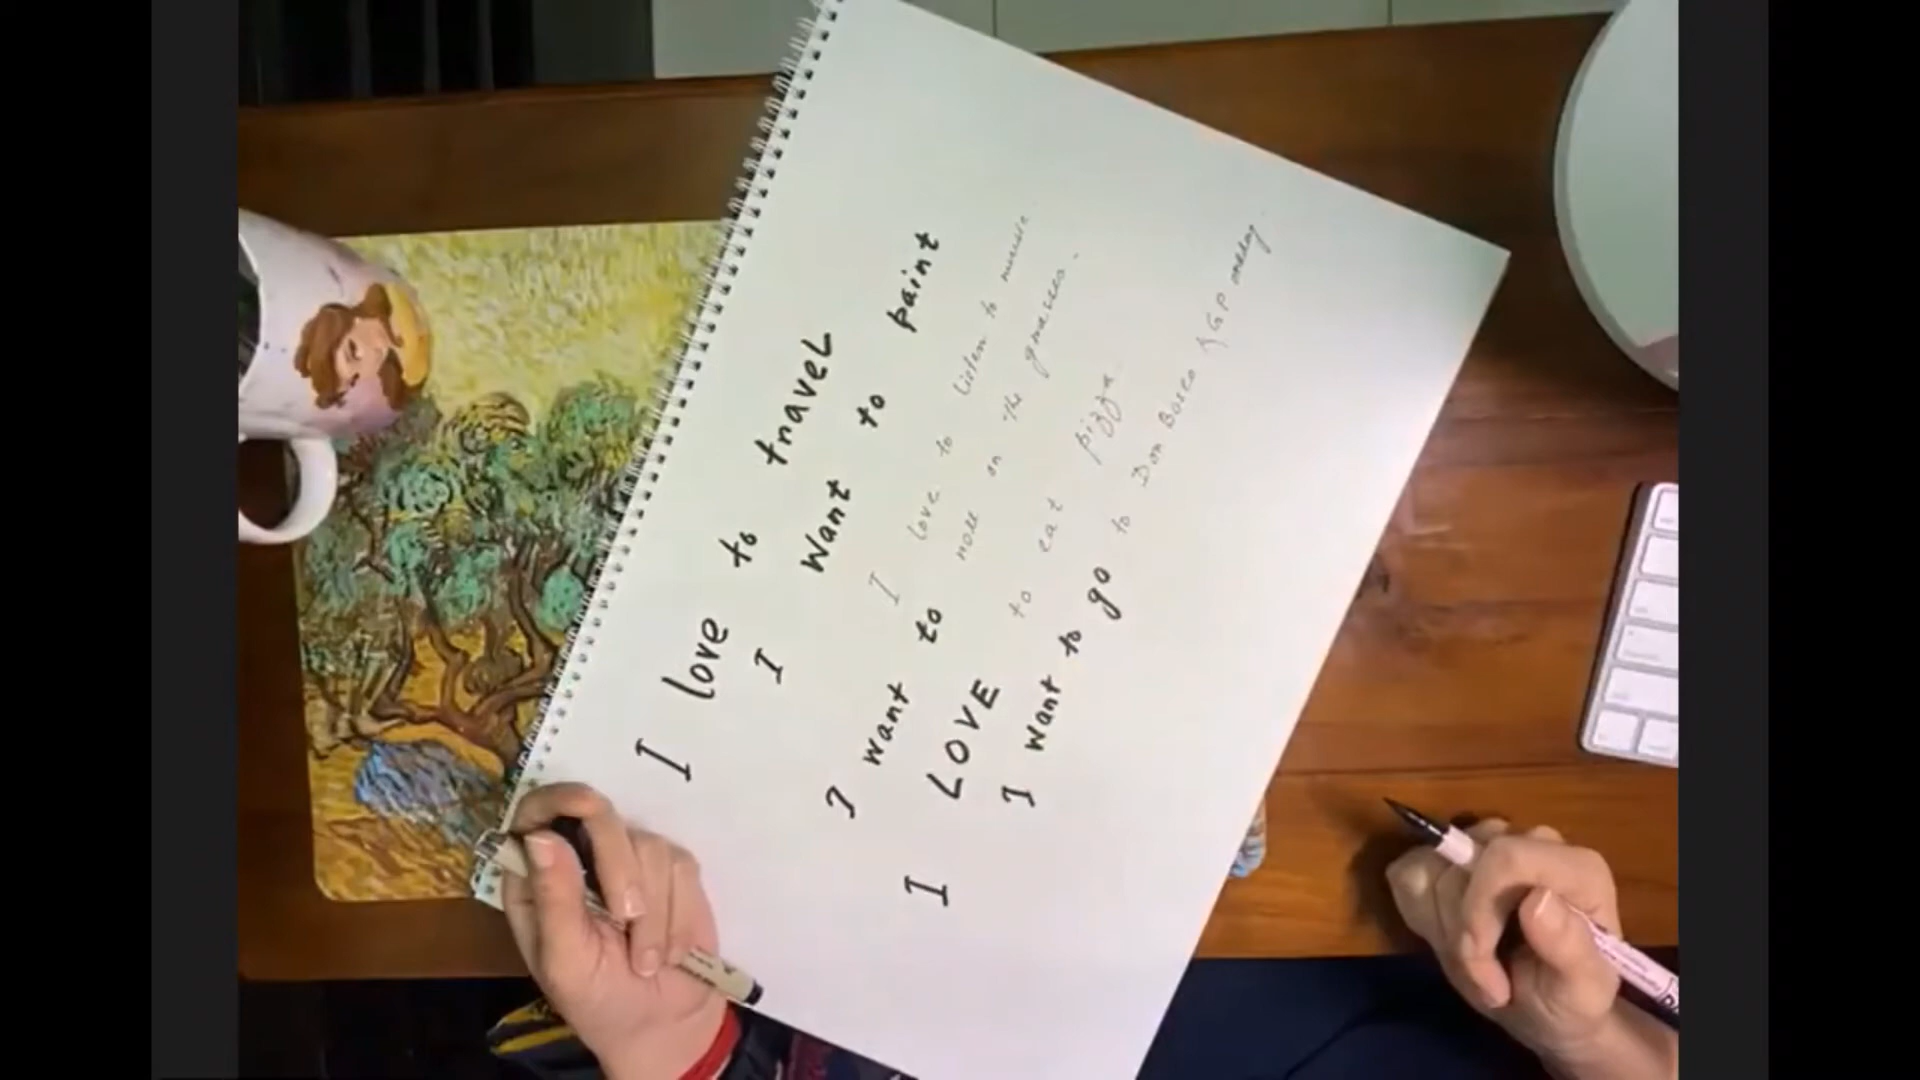 I love to travel
I want to paint
I love to listen to music.
I want to roll on the grasses.
I LOVE to eat pizza.
I want to go to Don Bosco